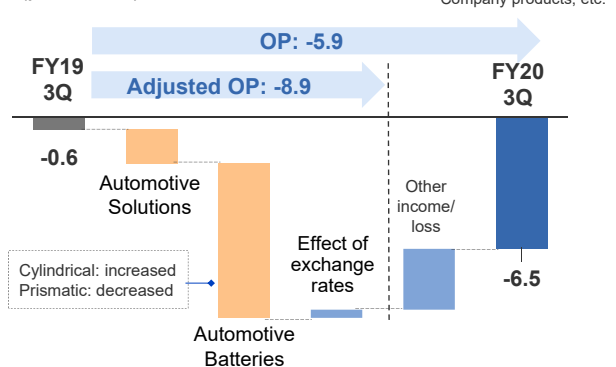 Company products, etc.
OP: -5.9
FY19
3Q
Adjusted OP: -8.9
FY20
3Q
-0.6
Automotive
Solutions
Other
income/
loss
Effect of
exchange
rates
Cylindrical: increased
Prismatic: decreased
-6.5
Automotive
Batteries